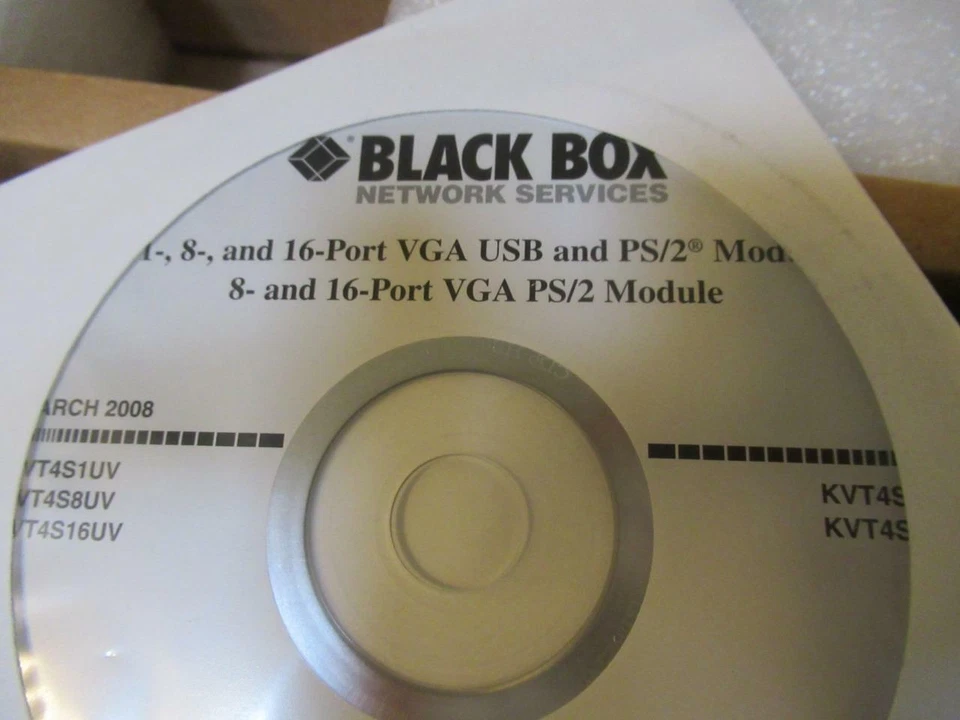 BLACK BOX
NETWORK SERVICES
1-, 8-, and 16-Port VGA USB and PS/2® Mod
8- and 16-Port VGA PS/2 Module
ARCH 2008
VT4S1UV
VT4S8UV
VT4S16UV
KVT4S
KVT4S